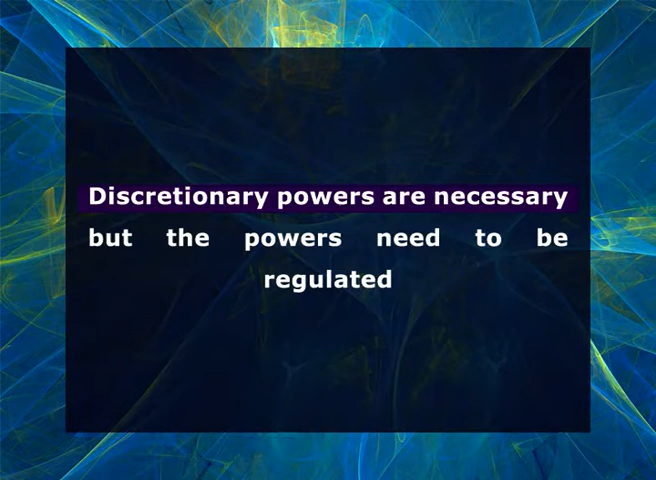 Discretionary powers are necessary
but the powers need to be
regulated